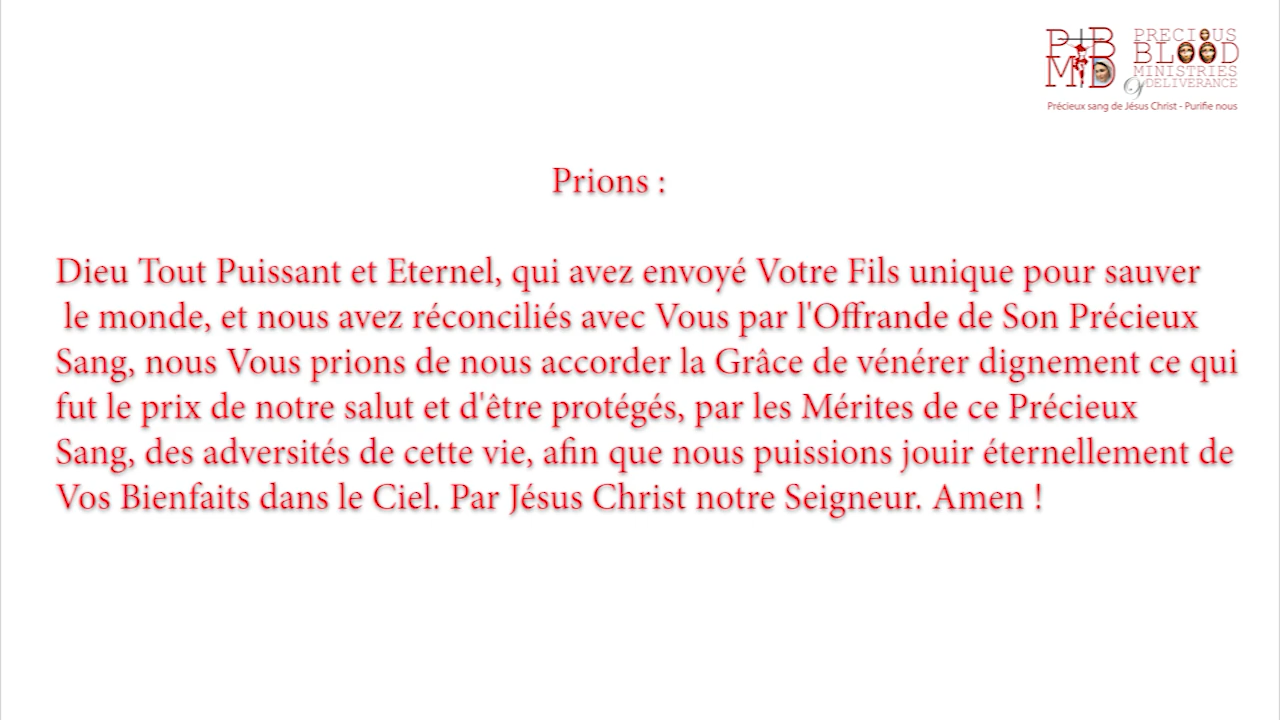 PBMD
PRECIOUS
BLOOD
MINISTRIES
Of DELIVERANCE
Précieux sang de Jésus Christ - Purifie nous
Prions :
Dieu Tout Puissant et Eternel, qui avez envoyé Votre Fils unique pour sauver
le monde, et nous avez réconciliés avec Vous par l'Offrande de Son Précieux
Sang, nous Vous prions de nous accorder la Grâce de vénérer dignement ce qui
fut le prix de notre salut et d'être protégés, par les Mérites de ce Précieux
Sang, des adversités de cette vie, afin que nous puissions jouir éternellement de
Vos Bienfaits dans le Ciel. Par Jésus Christ notre Seigneur. Amen !